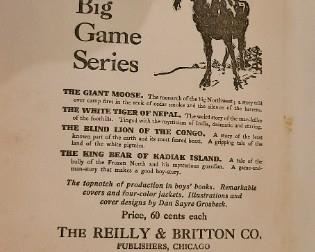 Big
Game
Series
THE GIANT MOOSE. The monarch of the big Northwest; a story told
over camp fires in the reek of cedar smoke and the silence of the barrens.
THE WHITE TIGER OF NEPAL. The weird story of the man-killer
of the foothills. Tinged with the mysticism of India, dramatic and stirring.
THE BLIND LION OF THE CONGO. A story of the least
known part of the earth and its most feared beast. A gripping tale of the
land of the white pigmies.
THE KING BEAR OF KADIAK ISLAND. A tale of the
bully of the Frozen North and his mysterious guardian. A game-and-
man-story that makes a good boy-story.
The topnotch of production in boys' books. Remarkable
covers and four-color jackets. Illustrations and
cover designs by Dan Sayre Groesbeck.
Price, 60 cents each
THE REILLY & BRITTON CO.
PUBLISHERS, CHICAGO